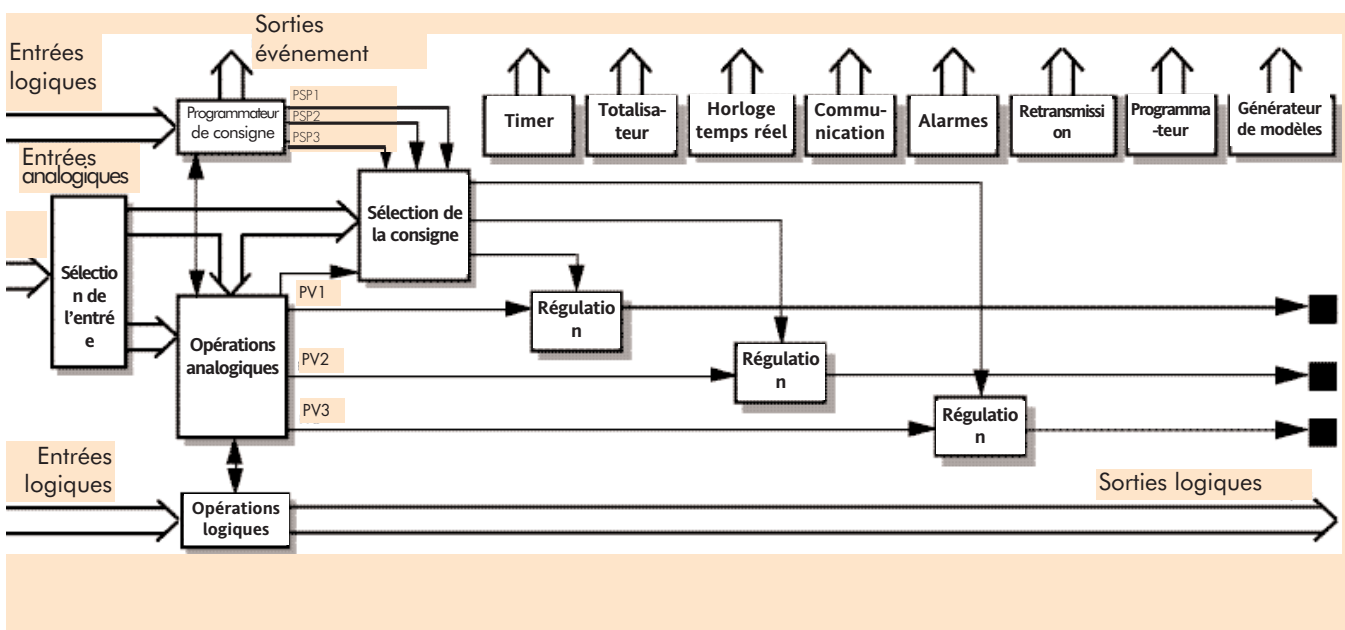 Sorties
événement
Entrées
logiques
PSP1
PSP2
PSP3
Programmateur
de consigne
Timer
Totalisa-
teur
Horloge
temps réel
Commu-
nication
Alarmes
Retransmissi
on
Programma
-teur
Générateur
de modèles
Entrées
analogiques
Sélection de
la consigne
Sélectio
n de
l'entré
e
PV1
Régulatio
n
Opérations
analogiques
PV2
Régulatio
n
PV3
Régulatio
n
Entrées
logiques
Sorties logiques
Opérations
logiques